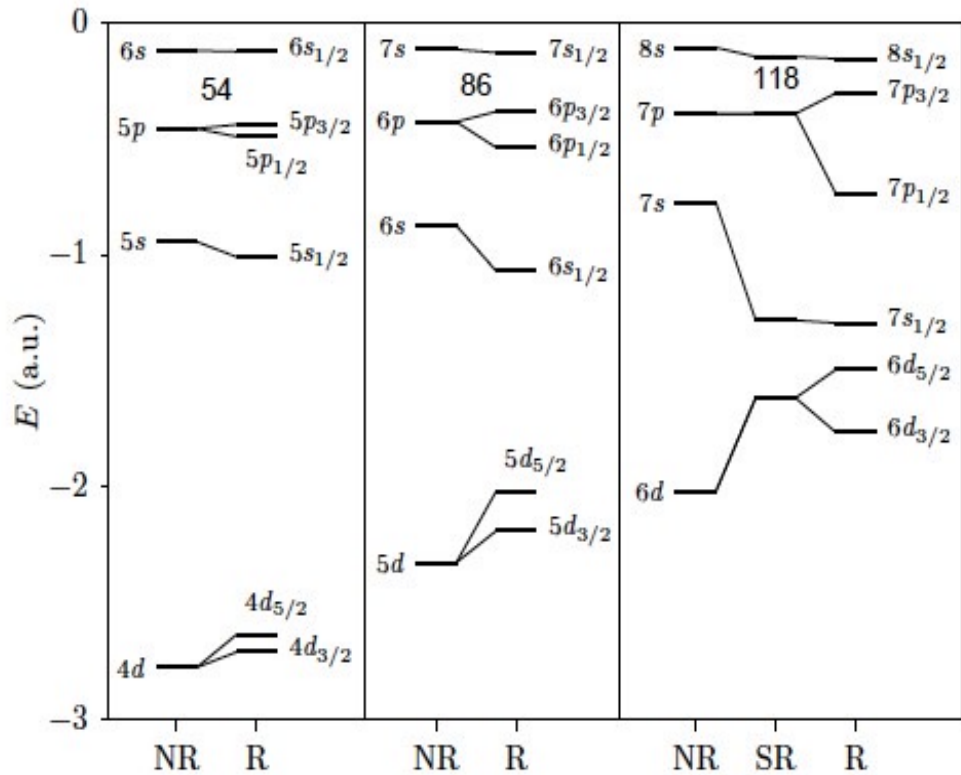 0
6s 6s1/2 7s 7s1/2 8s 8s1/2
54 86 118
5p 5p3/2 6p 6p3/2 7p 7p3/2
5p1/2 6p1/2 7p1/2
5s 5s1/2 6s 6s1/2 7s 7s1/2
−1
E (a.u.)
6d5/2
6d3/2
−2 5d5/2 6d
5d 5d3/2
4d5/2
4d 4d3/2
−3
NR R NR R NR SR R